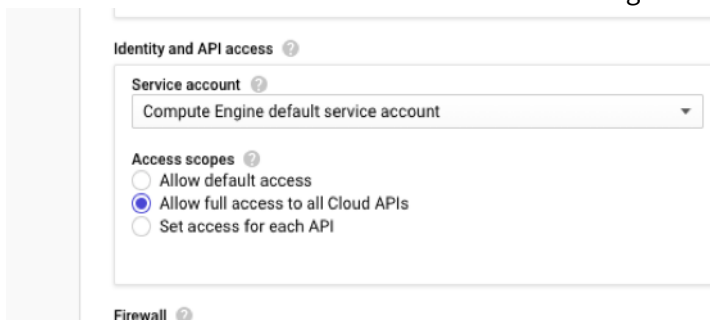 Identity and API access
Service account
Compute Engine default service account
Access scopes
Allow default access
Allow full access to all Cloud APIs
Set access for each API
Firewall